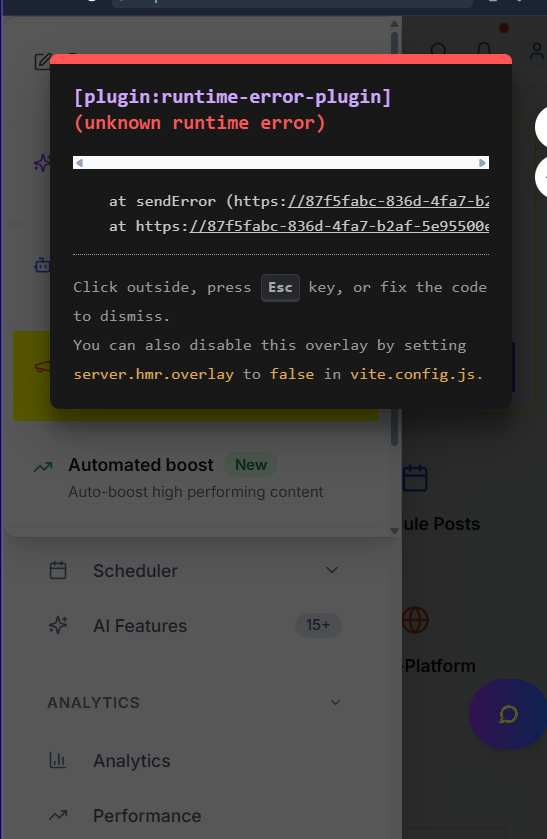 [plugin:runtime-error-plugin]
(unknown runtime error)
at sendError (https://87f5fabc-836d-4fa7-b2
at https://87f5fabc-836d-4fa7-b2af-5e95500e
Click outside, press Esc key, or fix the code
to dismiss.
You can also disable this overlay by setting
server.hmr.overlay to false in vite.config.js.
Automated boost New
Auto-boost high performing content
ule Posts
Scheduler
AI Features 15+
-Platform
ANALYTICS
Analytics
Performance